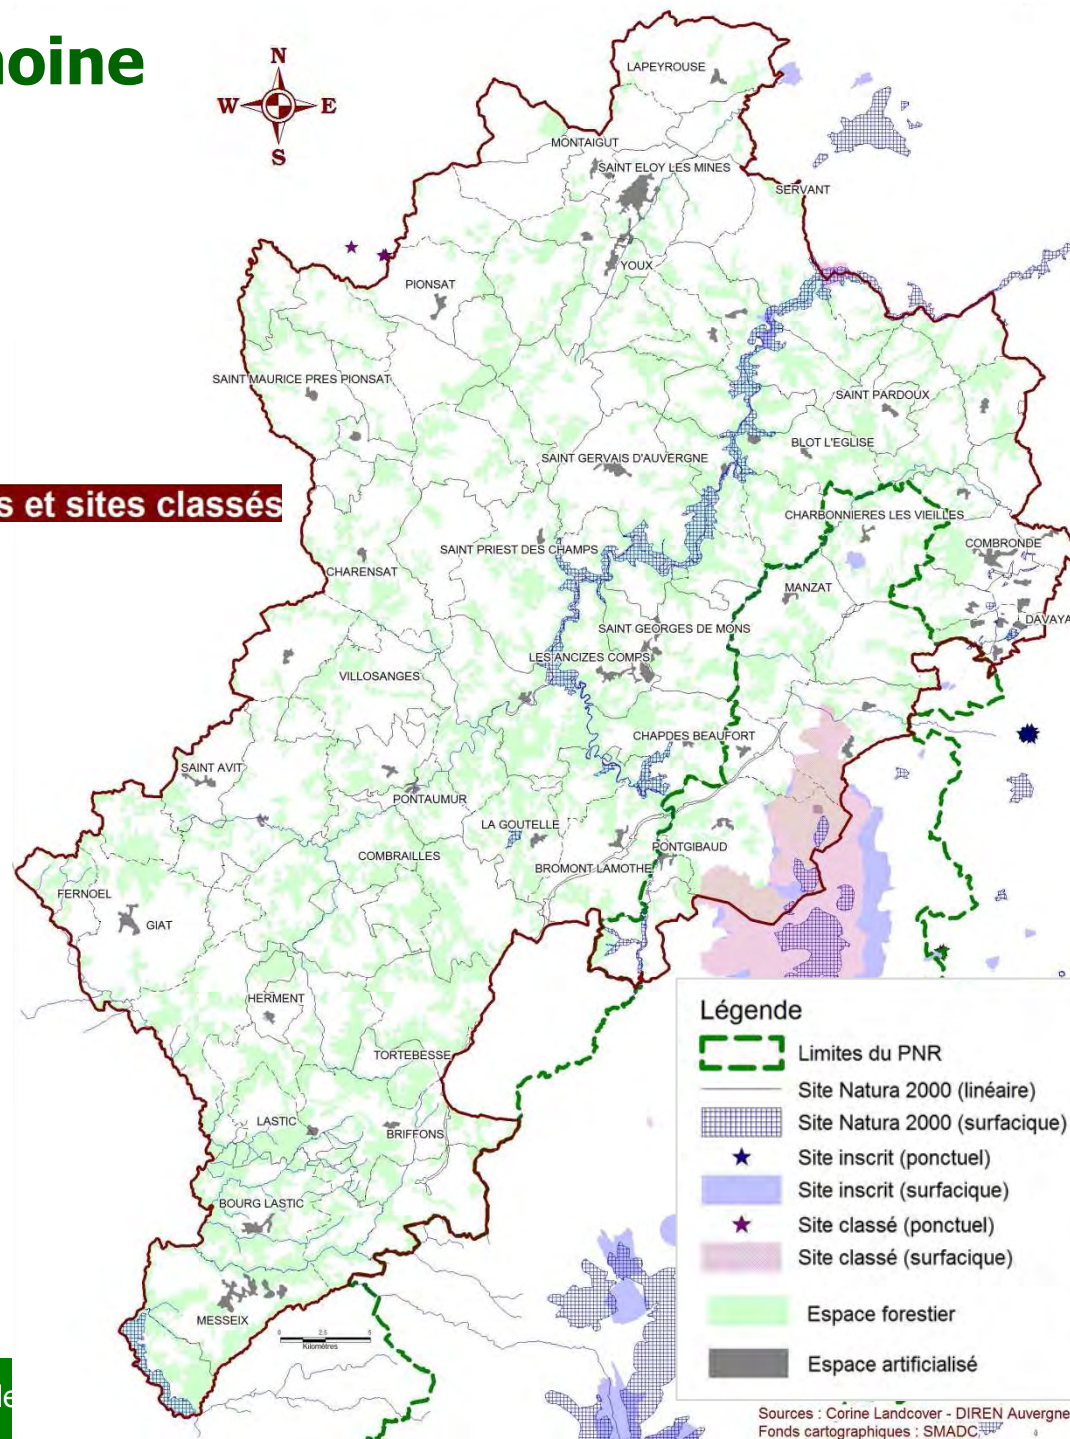 noine
N
W E
S
LAPEYROUSE
MONTAIGUT
SAINT ELOY LES MINES
SERVANT
YOUX
PIONSAT
SAINT MAURICE PRES PIONSAT
SAINT PARDOUX
BLOT L'EGLISE
SAINT GERVAIS D'AUVERGNE
s et sites classés
CHARBONNIERES LES VIEILLES
COMBRONDE
SAINT PRIEST DES CHAMPS
CHARENSAT
MANZAT
DAVAYA
SAINT GEORGES DE MONS
LES ANCIZES COMPS
VILLOSANGES
CHAPDES BEAUFORT
SAINT AVIT
PONTAUMUR
LA GOUTELLE
PONTGIBAUD
COMBRAILLES
BROMONT LAMOTHE
FERNOEL
GIAT
HERMENT
TORTEBESSE
LASTIC
BRIFFONS
BOURG LASTIC
MESSEIX
0 2.5 5
Kilomètres
Légende
Limites du PNR
Site Natura 2000 (linéaire)
Site Natura 2000 (surfacique)
Site inscrit (ponctuel)
Site inscrit (surfacique)
Site classé (ponctuel)
Site classé (surfacique)
Espace forestier
Espace artificialisé
Sources : Corine Landcover - DIREN Auvergne
Fonds cartographiques : SMADC